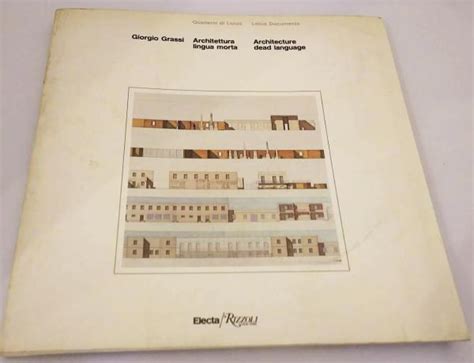 Quaderni di Lotus   Lotus Documents
Giorgio Grassi   Architettura   Architecture
lingua morta   dead language
Electa/Rizzoli